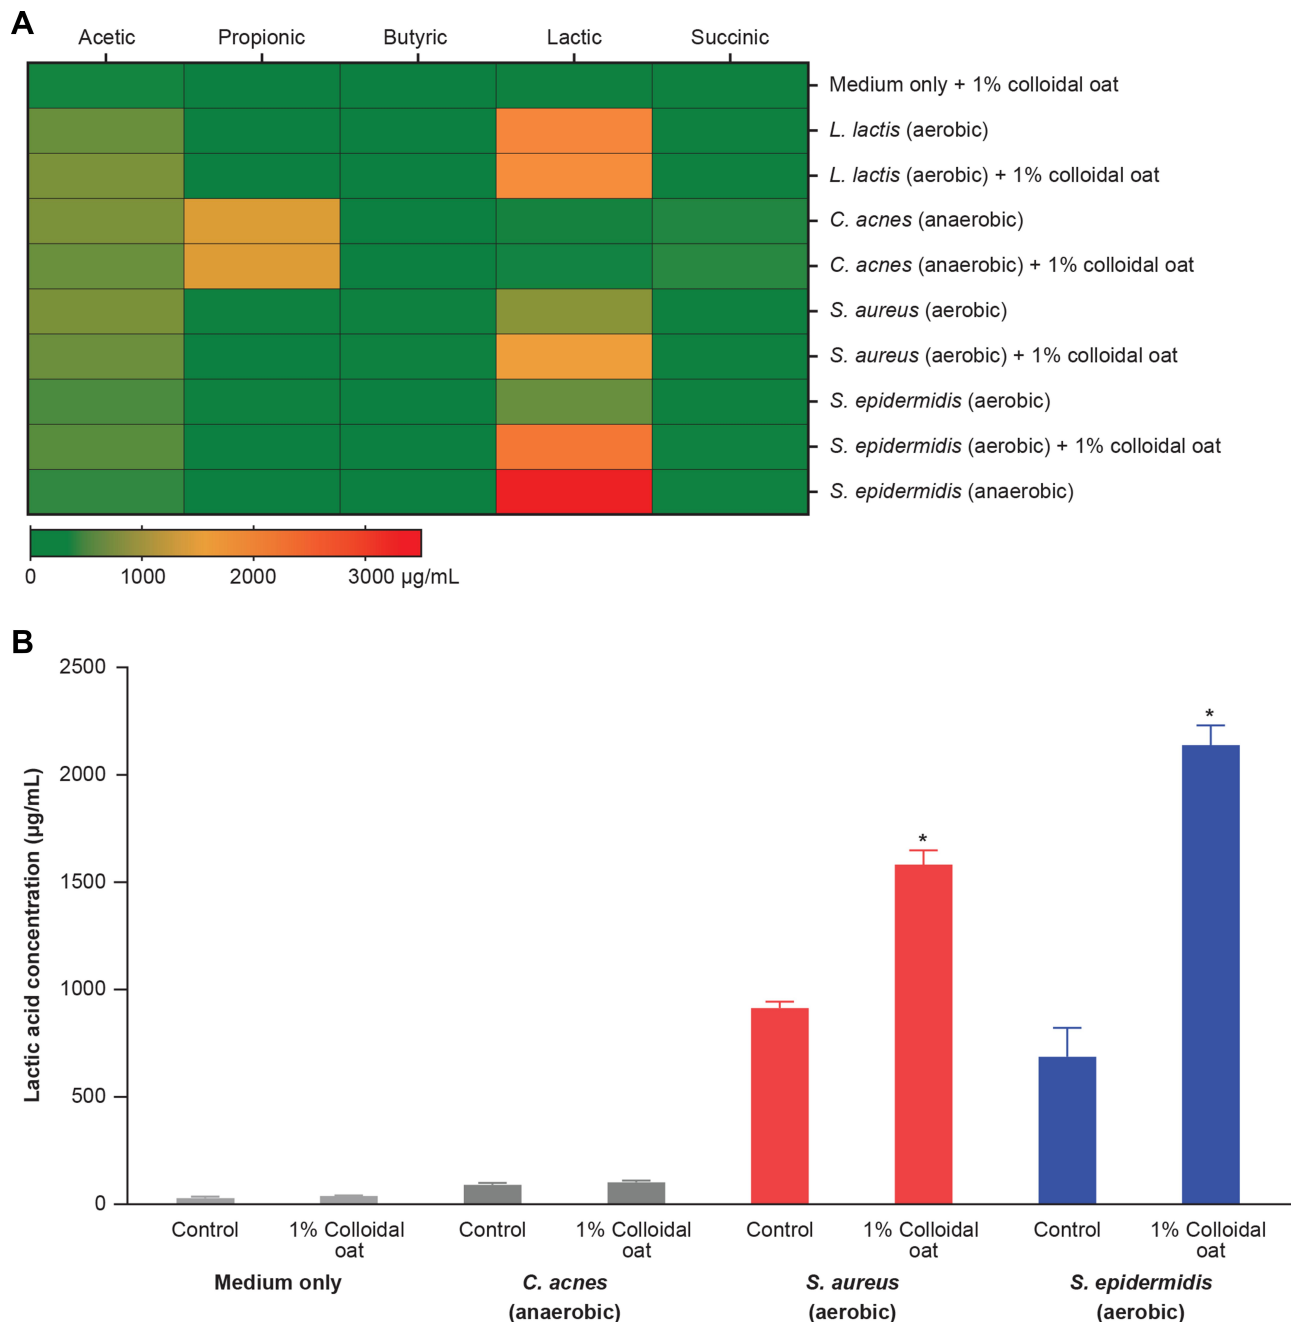 A
Acetic Propionic Butyric Lactic Succinic
Medium only + 1% colloidal oat
L. lactis (aerobic)
L. lactis (aerobic) + 1% colloidal oat
C. acnes (anaerobic)
C. acnes (anaerobic) + 1% colloidal oat
S. aureus (aerobic)
S. aureus (aerobic) + 1% colloidal oat
S. epidermidis (aerobic)
S. epidermidis (aerobic) + 1% colloidal oat
S. epidermidis (anaerobic)
0 1000 2000 3000 µg/mL
B
Lactic acid concentration (µg/mL)
2500
2000
1500
1000
500
0
*
*
Control 1% Colloidal Control 1% Colloidal Control 1% Colloidal Control 1% Colloidal
oat oat oat oat
Medium only C. acnes S. aureus S. epidermidis
(anaerobic) (aerobic) (aerobic)